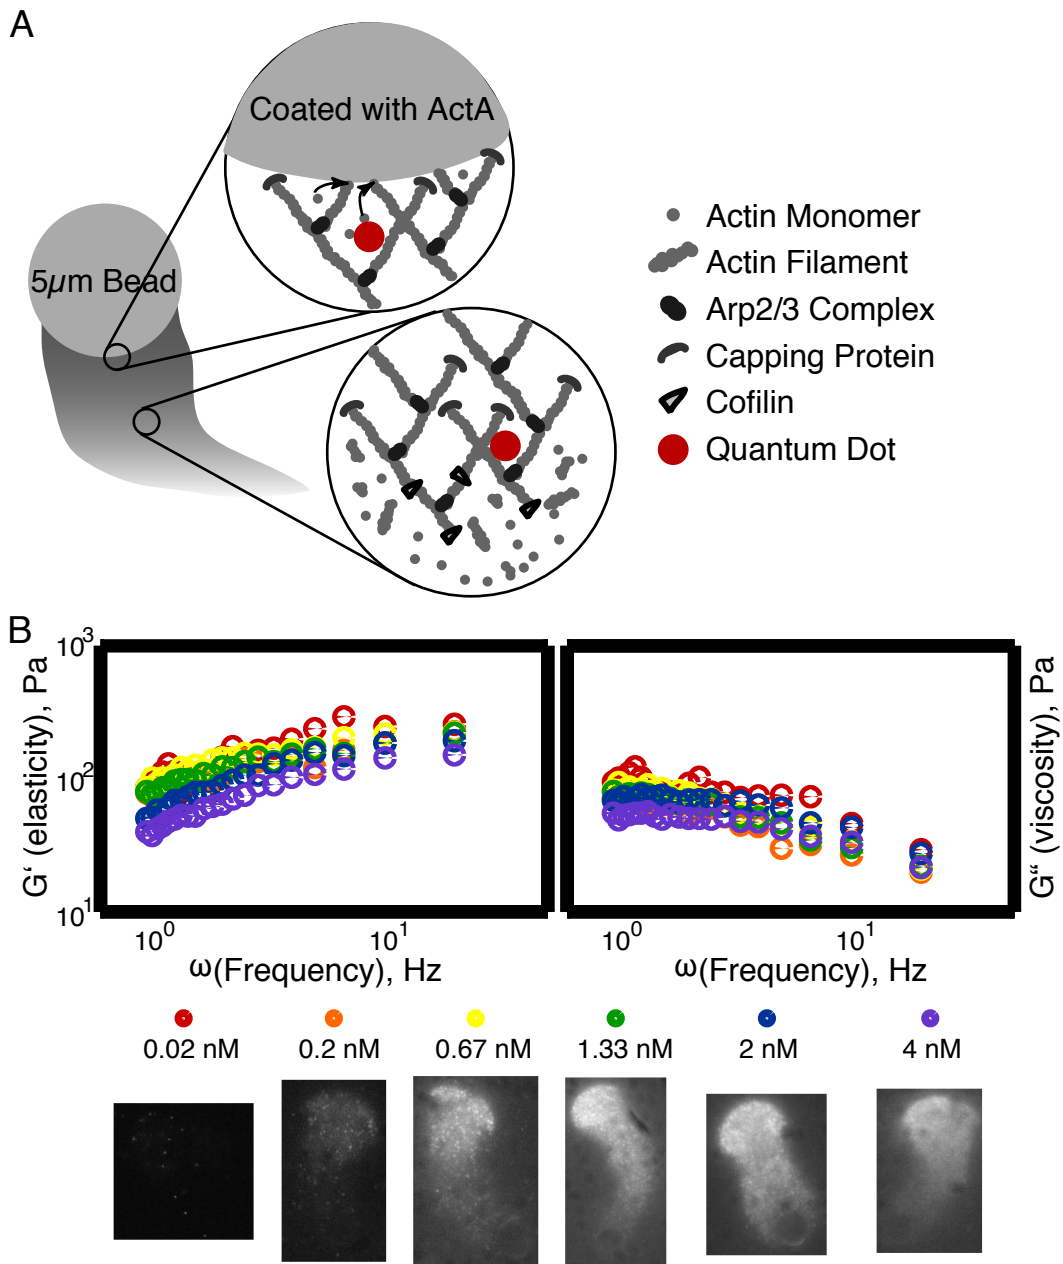 A
Coated with ActA
5µm Bead
Actin Monomer
Actin Filament
Arp2/3 Complex
Capping Protein
Cofilin
Quantum Dot
B
10³
10²
10¹
G‘ (elasticity), Pa
G“ (viscosity), Pa
10⁰ 10¹ 10⁰ 10¹
ω(Frequency), Hz ω(Frequency), Hz
0.02 nM 0.2 nM 0.67 nM 1.33 nM 2 nM 4 nM